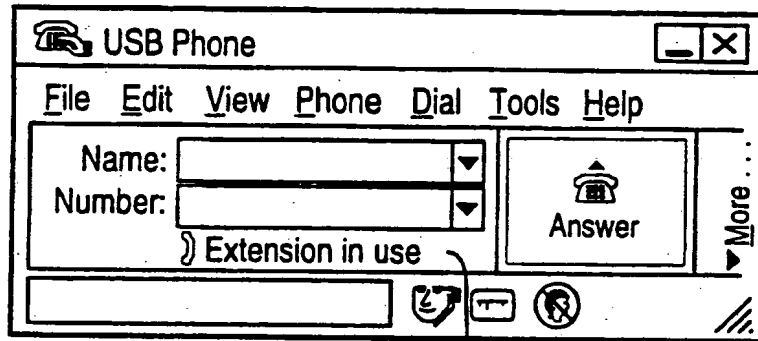 USB Phone
File Edit View Phone Dial Tools Help
Name:
Number:
Extension in use
Answer
More...